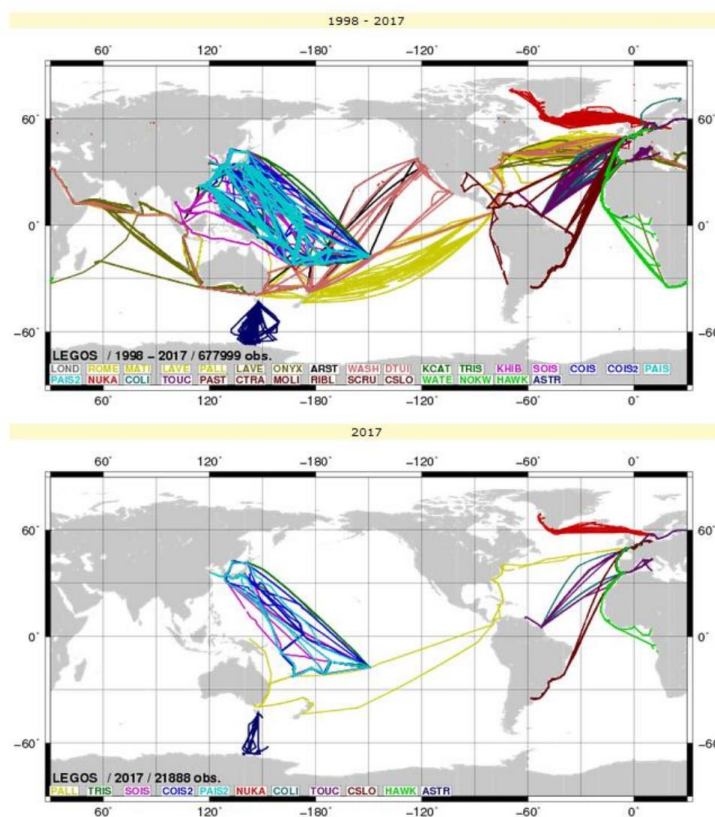 1998 - 2017
60° 120° −180° −120° −60° 0°
60° 60°
0° 0°
−60° −60°
LEGOS / 1998 − 2017 / 677999 obs.
LOND ROME MATI LAVE PALL LAVE ONYX ARST WASH DTUI KCAT TRIS KHIB SOIS COIS COIS2 PAIS
PAIS2 NUKA COLI TOUC PAST CTRA MOLI RIBL SCRU CSLO WATE NOKW HAWK ASTR
60° 120° −180° −120° −60° 0°
2017
60° 120° −180° −120° −60° 0°
60° 60°
0° 0°
−60° −60°
LEGOS / 2017 / 21888 obs.
PALL TRIS SOIS COIS2 PAIS2 NUKA COLI TOUC CSLO HAWK ASTR
60° 120° −180° −120° −60° 0°